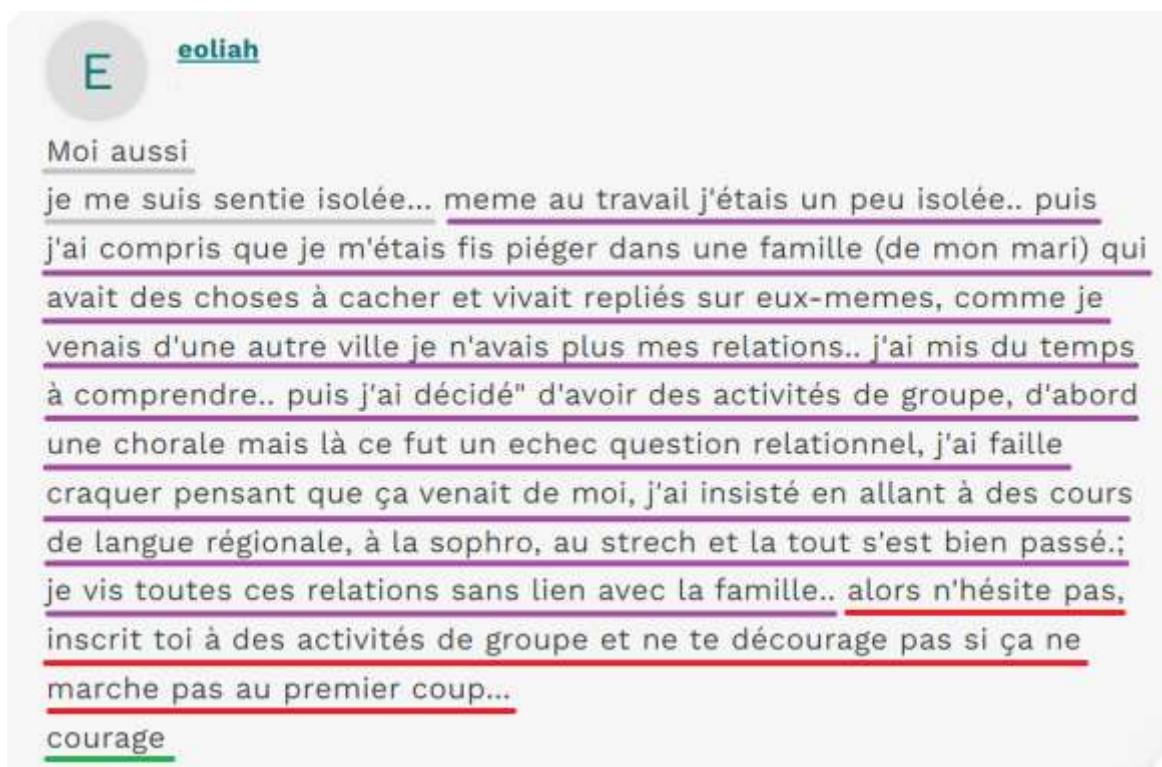 E
eoliah
Moi aussi
je me suis sentie isolée... meme au travail j'étais un peu isolée.. puis
j'ai compris que je m'étais fis piéger dans une famille (de mon mari) qui
avait des choses à cacher et vivait repliés sur eux-memes, comme je
venais d'une autre ville je n'avais plus mes relations.. j'ai mis du temps
à comprendre.. puis j'ai décidé" d'avoir des activités de groupe, d'abord
une chorale mais là ce fut un echec question relationnel, j'ai faille
craquer pensant que ça venait de moi, j'ai insisté en allant à des cours
de langue régionale, à la sophro, au strech et la tout s'est bien passé.;
je vis toutes ces relations sans lien avec la famille.. alors n'hésite pas,
inscrit toi à des activités de groupe et ne te décourage pas si ça ne
marche pas au premier coup...
courage